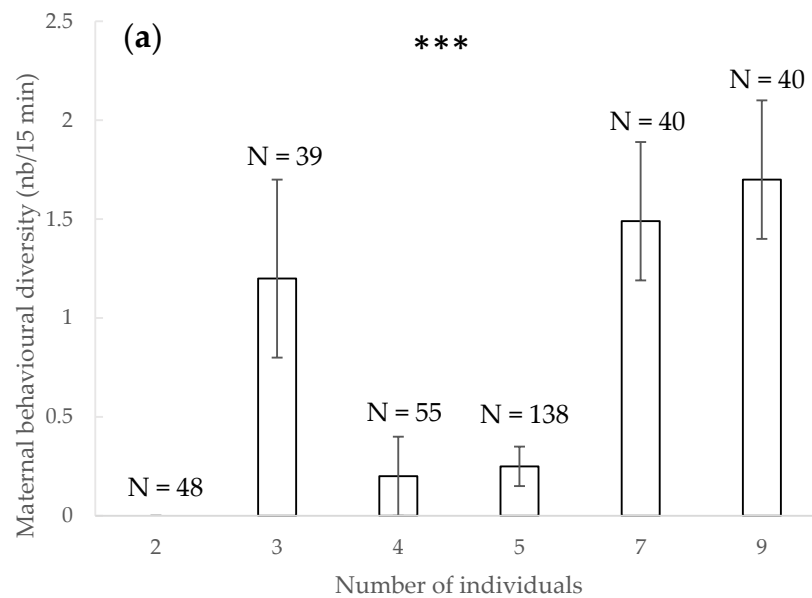 (a)
***
Maternal behavioural diversity (nb/15 min)
2.5
2
1.5
1
0.5
0
N = 48
N = 39
N = 55
N = 138
N = 40
N = 40
2 3 4 5 7 9
Number of individuals